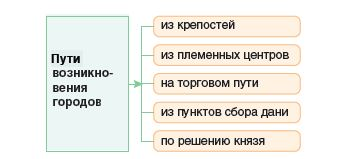 Пути
возникно-
вения
городов
из крепостей
из племенных центров
на торговом пути
из пунктов сбора дани
по решению князя